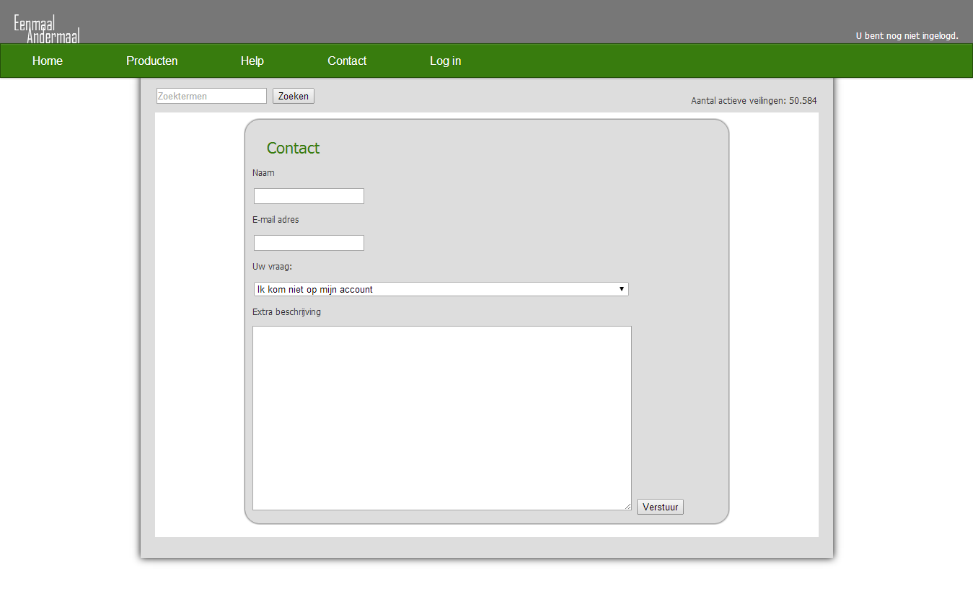 Eenmaal
Andermaal
U bent nog niet ingelogd.
Home Producten Help Contact Log in
Zoektermen Zoeken Aantal actieve veilingen: 50.584
Contact
Naam
E-mail adres
Uw vraag:
Ik kom niet op mijn account
Extra beschrijving
Verstuur